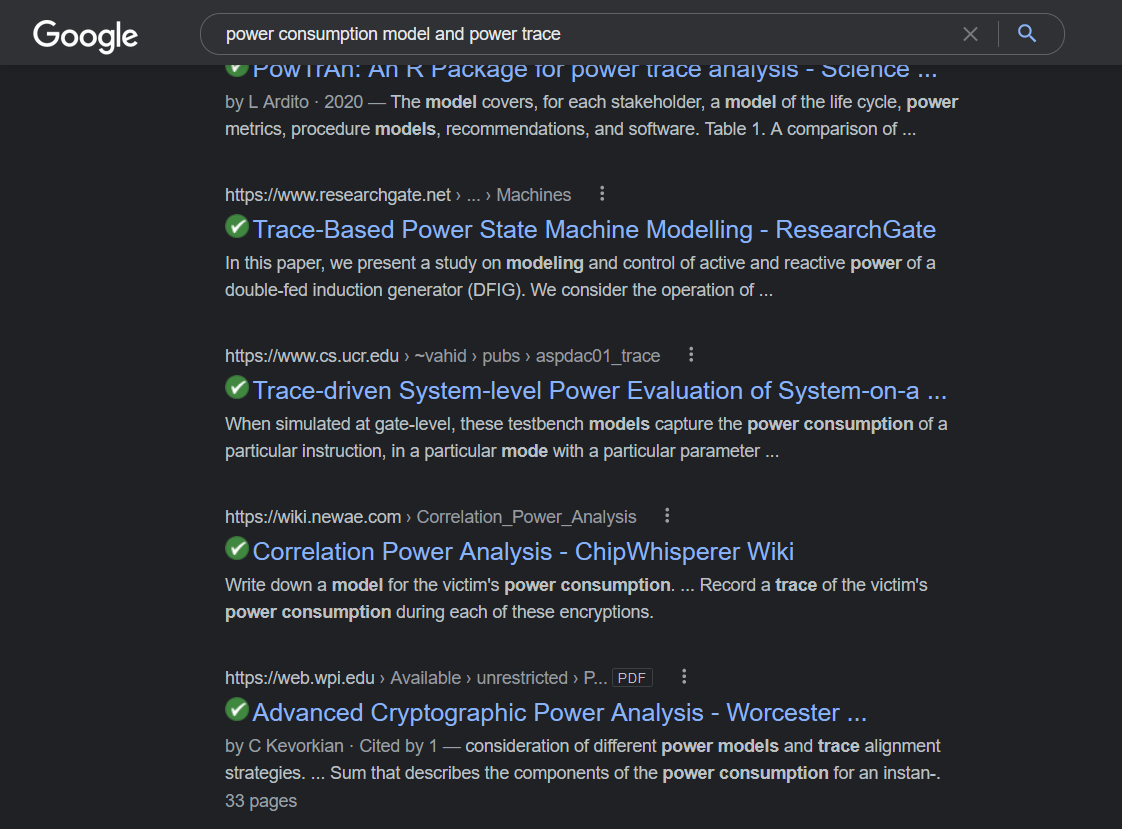 Google
power consumption model and power trace
PowTrAn: An R Package for power trace analysis - Science ...
by L Ardito · 2020 — The model covers, for each stakeholder, a model of the life cycle, power
metrics, procedure models, recommendations, and software. Table 1. A comparison of ...
https://www.researchgate.net › ... › Machines
Trace-Based Power State Machine Modelling - ResearchGate
In this paper, we present a study on modeling and control of active and reactive power of a
double-fed induction generator (DFIG). We consider the operation of ...
https://www.cs.ucr.edu › ~vahid › pubs › aspdac01_trace
Trace-driven System-level Power Evaluation of System-on-a ...
When simulated at gate-level, these testbench models capture the power consumption of a
particular instruction, in a particular mode with a particular parameter ...
https://wiki.newae.com › Correlation_Power_Analysis
Correlation Power Analysis - ChipWhisperer Wiki
Write down a model for the victim's power consumption. ... Record a trace of the victim's
power consumption during each of these encryptions.
https://web.wpi.edu › Available › unrestricted › P... PDF
Advanced Cryptographic Power Analysis - Worcester ...
by C Kevorkian · Cited by 1 — consideration of different power models and trace alignment
strategies. ... Sum that describes the components of the power consumption for an instan-.
33 pages